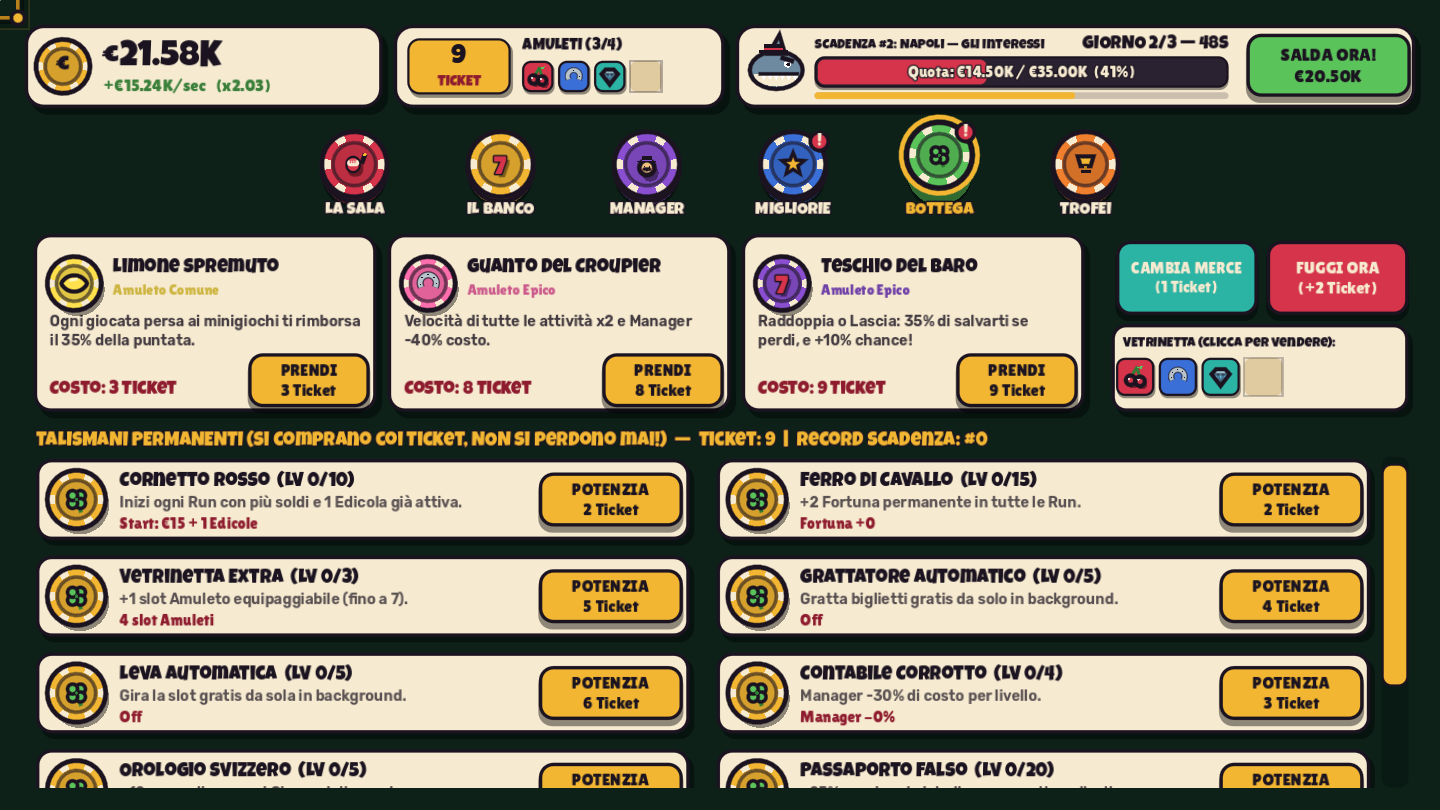 €21.58K
+€15.24K/sec (x2.03)
9
TICKET
AMULETI (3/4)
SCADENZA #2: NAPOLI — GLI INTERESSI
GIORNO 2/3 — 48S
Quota: €14.50K / €35.00K (41%)
SALDA ORA!
€20.50K
LA SALA
IL BANCO
MANAGER
MIGLIORIE
BOTTEGA
TROFEI
LIMONE SPREMUTO
Amuleto Comune
Ogni giocata persa ai minigiochi ti rimborsa
il 35% della puntata.
COSTO: 3 TICKET
PRENDI
3 Ticket
GUANTO DEL CROUPIER
Amuleto Epico
Velocità di tutte le attività x2 e Manager
-40% costo.
COSTO: 8 TICKET
PRENDI
8 Ticket
TESCHIO DEL BARO
Amuleto Epico
Raddoppia o Lascia: 35% di salvarti se
perdi, e +10% chance!
COSTO: 9 TICKET
PRENDI
9 Ticket
CAMBIA MERCE
(1 Ticket)
FUGGI ORA
(+2 Ticket)
VETRINETTA (CLICCA PER VENDERE):
TALISMANI PERMANENTI (SI COMPRANO COI TICKET, NON SI PERDONO MAI!) — TICKET: 9 | RECORD SCADENZA: #0
CORNETTO ROSSO (LV 0/10)
Inizi ogni Run con più soldi e 1 Edicola già attiva.
Start: €15 + 1 Edicole
POTENZIA
2 Ticket
FERRO DI CAVALLO (LV 0/15)
+2 Fortuna permanente in tutte le Run.
Fortuna +0
POTENZIA
2 Ticket
VETRINETTA EXTRA (LV 0/3)
+1 slot Amuleto equipaggiabile (fino a 7).
4 slot Amuleti
POTENZIA
5 Ticket
GRATTATORE AUTOMATICO (LV 0/5)
Gratta biglietti gratis da solo in background.
Off
POTENZIA
4 Ticket
LEVA AUTOMATICA (LV 0/5)
Gira la slot gratis da sola in background.
Off
POTENZIA
6 Ticket
CONTABILE CORROTTO (LV 0/4)
Manager -30% di costo per livello.
Manager -0%
POTENZIA
3 Ticket
OROLOGIO SVIZZERO (LV 0/5)
POTENZIA
PASSAPORTO FALSO (LV 0/20)
POTENZIA